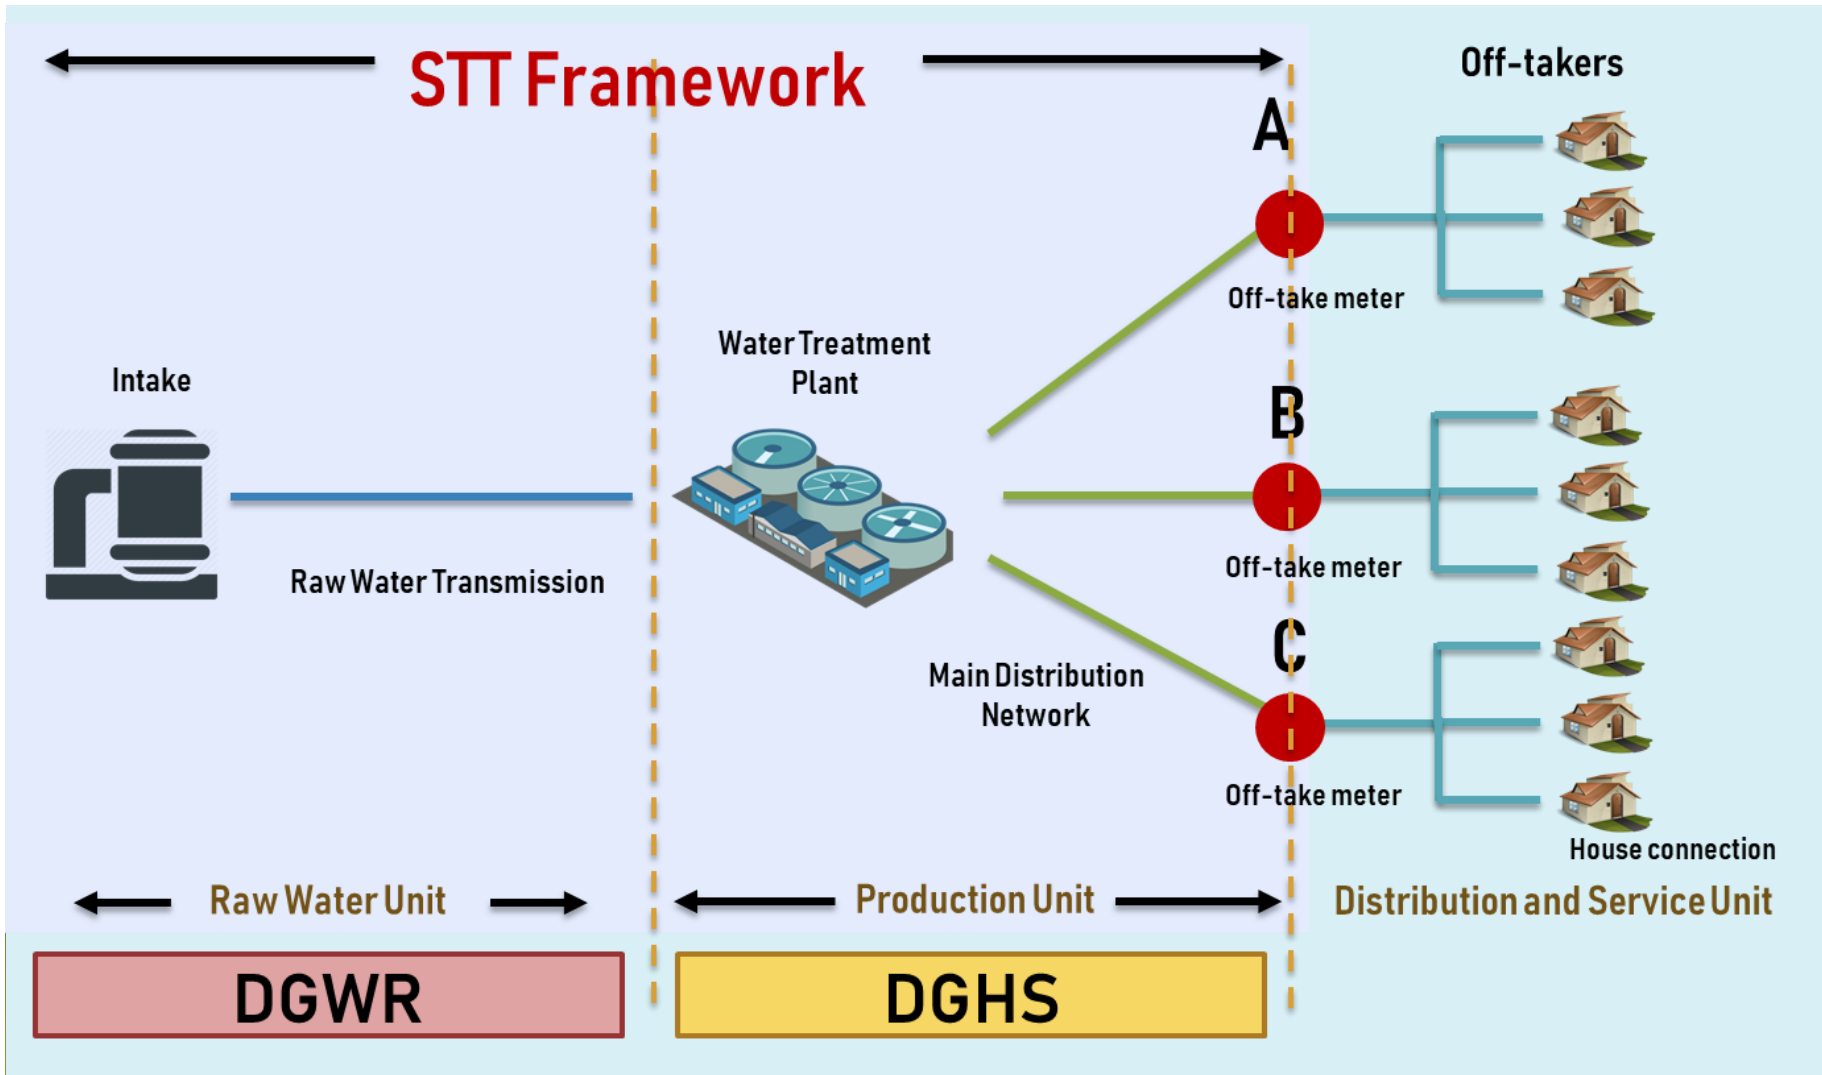 STT Framework
Off-takers
A
Off-take meter
Water Treatment
Plant
Intake
B
Raw Water Transmission
Off-take meter
C
Main Distribution
Network
Off-take meter
House connection
Raw Water Unit
Production Unit
Distribution and Service Unit
DGWR
DGHS